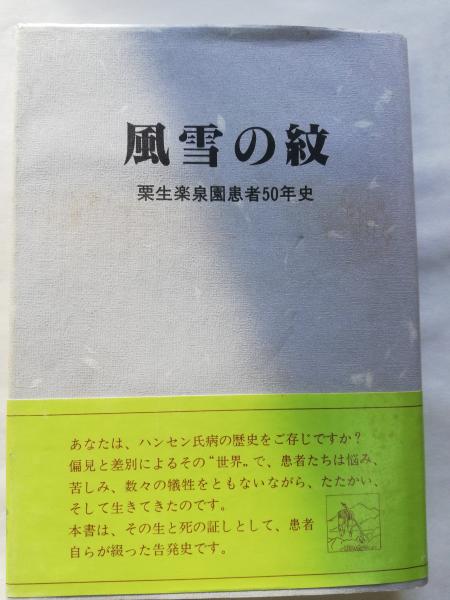 風雪の紋
栗生楽泉園患者50年史
あなたは、ハンセン氏病の歴史をご存じですか？
偏見と差別によるその〝世界〟で、患者たちは悩み、
苦しみ、数々の犠牲をともないながら、たたかい、
そして生きてきたのです。
本書は、その生と死の証しとして、患者
自らが綴った告発史です。